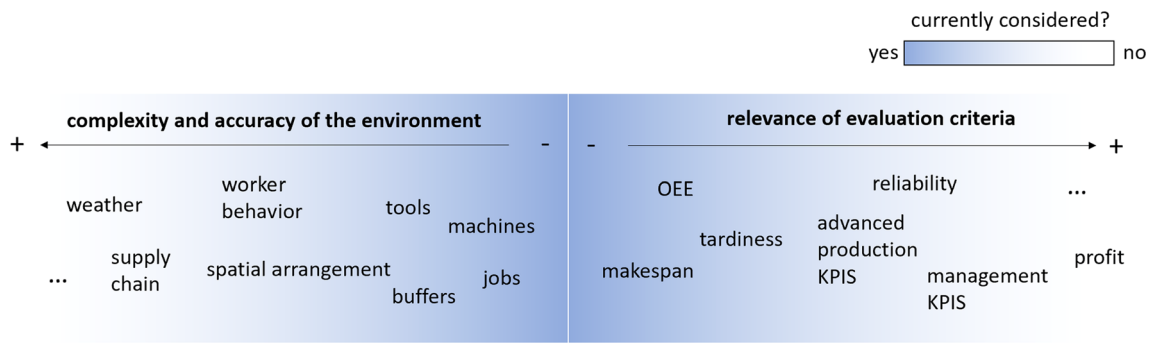 currently considered?
yes
no
complexity and accuracy of the environment
+
-
weather
worker
behavior
tools
machines
supply
chain
spatial arrangement
buffers
jobs
...
relevance of evaluation criteria
-
+
OEE
reliability
...
tardiness
advanced
production
KPIS
makespan
management
KPIS
profit